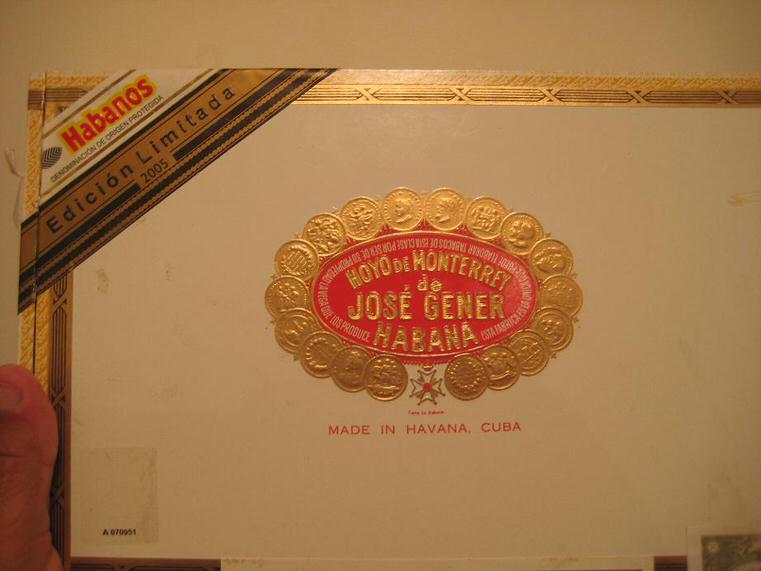 Habanos
DENOMINACIÓN DE ORIGEN PROTEGIDA
Edición Limitada
2005
HOYO DE MONTERREY
de
JOSÉ GENER
HABANA
MADE IN HAVANA, CUBA
A 070951